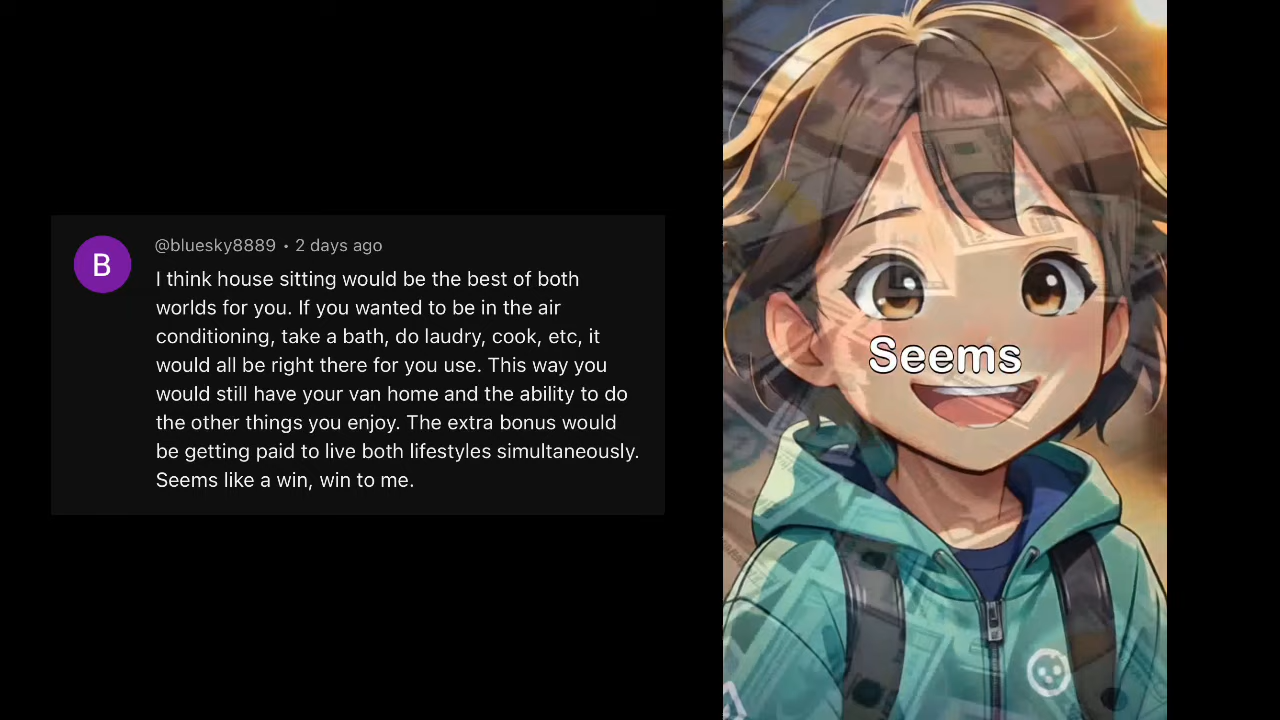 B
@bluesky8889 • 2 days ago
I think house sitting would be the best of both
worlds for you. If you wanted to be in the air
conditioning, take a bath, do laudry, cook, etc, it
would all be right there for you use. This way you
would still have your van home and the ability to do
the other things you enjoy. The extra bonus would
be getting paid to live both lifestyles simultaneously.
Seems like a win, win to me.
Seems